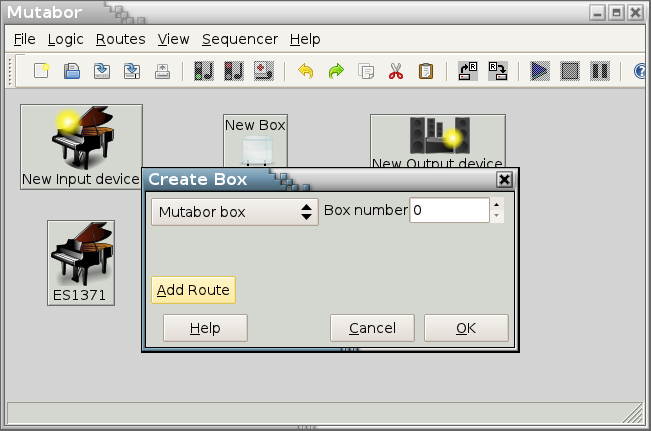 Mutabor
File Logic Routes View Sequencer Help
R R ?
New Input device
New Box
New Output device
Create Box
Mutabor box
Box number 0
Add Route
Help Cancel OK
ES1371